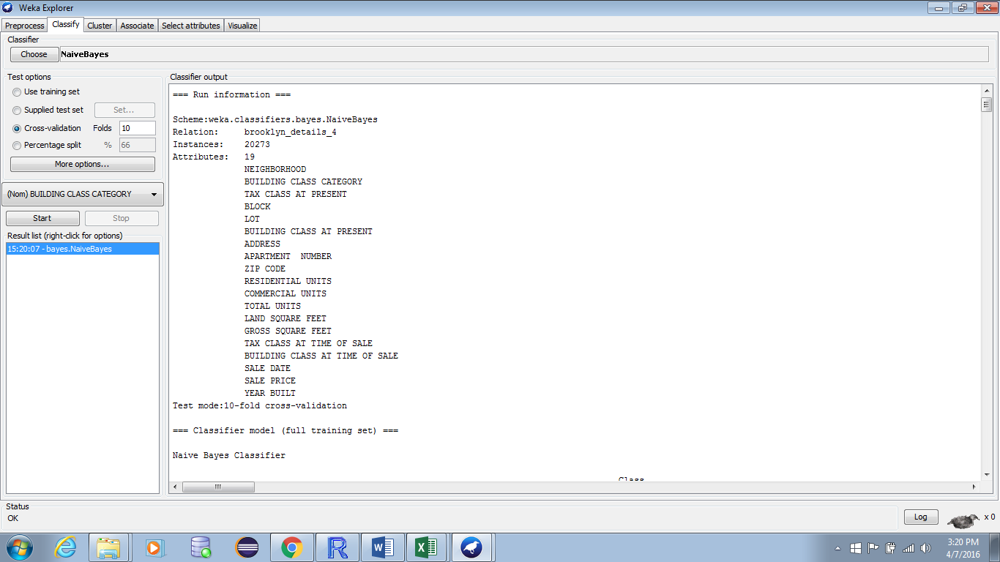 Weka Explorer
Preprocess Classify Cluster Associate Select attributes Visualize
Classifier
Choose NaiveBayes
Test options
Use training set
Supplied test set Set...
Cross-validation Folds 10
Percentage split % 66
More options...
(Nom) BUILDING CLASS CATEGORY
Start Stop
Result list (right-click for options)
15:20:07 - bayes.NaiveBayes
Classifier output
=== Run information ===
Scheme:weka.classifiers.bayes.NaiveBayes
Relation: brooklyn_details_4
Instances: 20273
Attributes: 19
NEIGHBORHOOD
BUILDING CLASS CATEGORY
TAX CLASS AT PRESENT
BLOCK
LOT
BUILDING CLASS AT PRESENT
ADDRESS
APARTMENT  NUMBER
ZIP CODE
RESIDENTIAL UNITS
COMMERCIAL UNITS
TOTAL UNITS
LAND SQUARE FEET
GROSS SQUARE FEET
TAX CLASS AT TIME OF SALE
BUILDING CLASS AT TIME OF SALE
SALE DATE
SALE PRICE
YEAR BUILT
Test mode:10-fold cross-validation
=== Classifier model (full training set) ===
Naive Bayes Classifier
Class
Status
OK
Log x 0
3:20 PM
4/7/2016